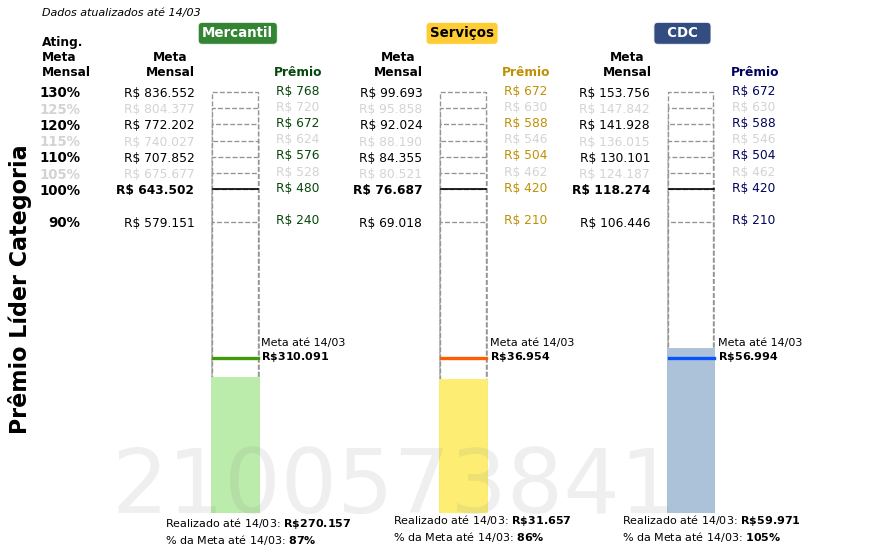 Dados atualizados até 14/03
Mercantil Serviços CDC
Ating. Meta Mensal
Meta Mensal Prêmio Meta Mensal Prêmio Meta Mensal Prêmio
130% R$ 836.552 R$ 768 R$ 99.693 R$ 672 R$ 153.756 R$ 672
125% R$ 804.377 R$ 720 R$ 95.858 R$ 630 R$ 147.842 R$ 630
120% R$ 772.202 R$ 672 R$ 92.024 R$ 588 R$ 141.928 R$ 588
115% R$ 740.027 R$ 624 R$ 88.190 R$ 546 R$ 136.015 R$ 546
110% R$ 707.852 R$ 576 R$ 84.355 R$ 504 R$ 130.101 R$ 504
105% R$ 675.677 R$ 528 R$ 80.521 R$ 462 R$ 124.187 R$ 462
100% R$ 643.502 R$ 480 R$ 76.687 R$ 420 R$ 118.274 R$ 420
90% R$ 579.151 R$ 240 R$ 69.018 R$ 210 R$ 106.446 R$ 210
Prêmio Líder Categoria
Meta até 14/03 Meta até 14/03 Meta até 14/03
R$310.091 R$36.954 R$56.994
2100573841
Realizado até 14/03: R$270.157 Realizado até 14/03: R$31.657 Realizado até 14/03: R$59.971
% da Meta até 14/03: 87% % da Meta até 14/03: 86% % da Meta até 14/03: 105%